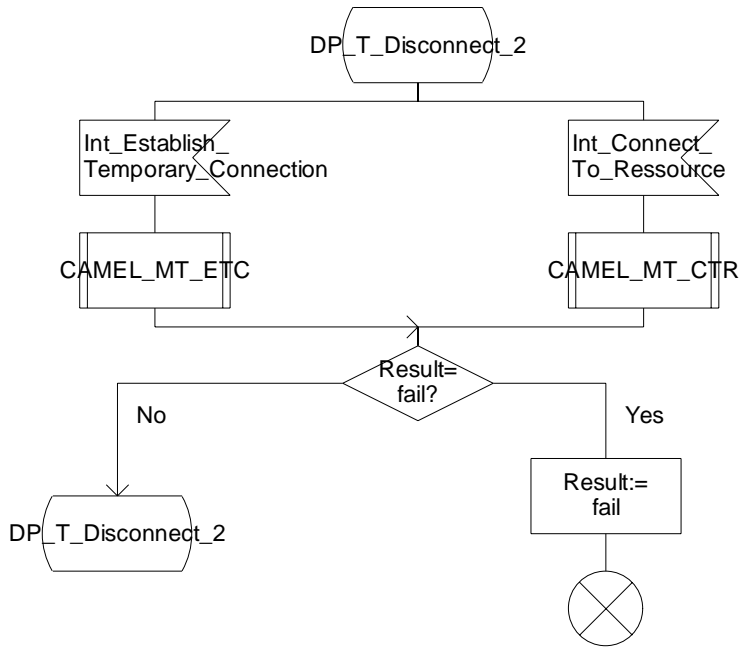 DP_T_Disconnect_2
Int_Establish_
Temporary_Connection
Int_Connect_
To_Ressource
CAMEL_MT_ETC
CAMEL_MT_CTR
Result=
fail?
No
Yes
Result:=
fail
DP_T_Disconnect_2